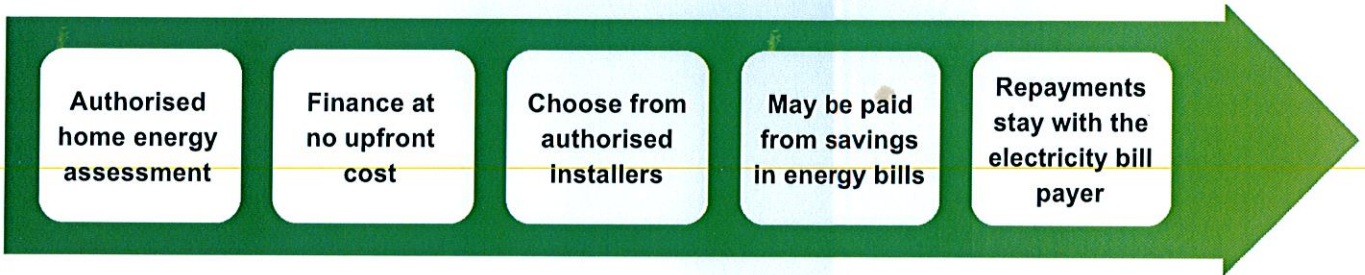 Authorised
home energy
assessment
Finance at
no upfront
cost
Choose from
authorised
installers
May be paid
from savings
in energy bills
Repayments
stay with the
electricity bill
payer